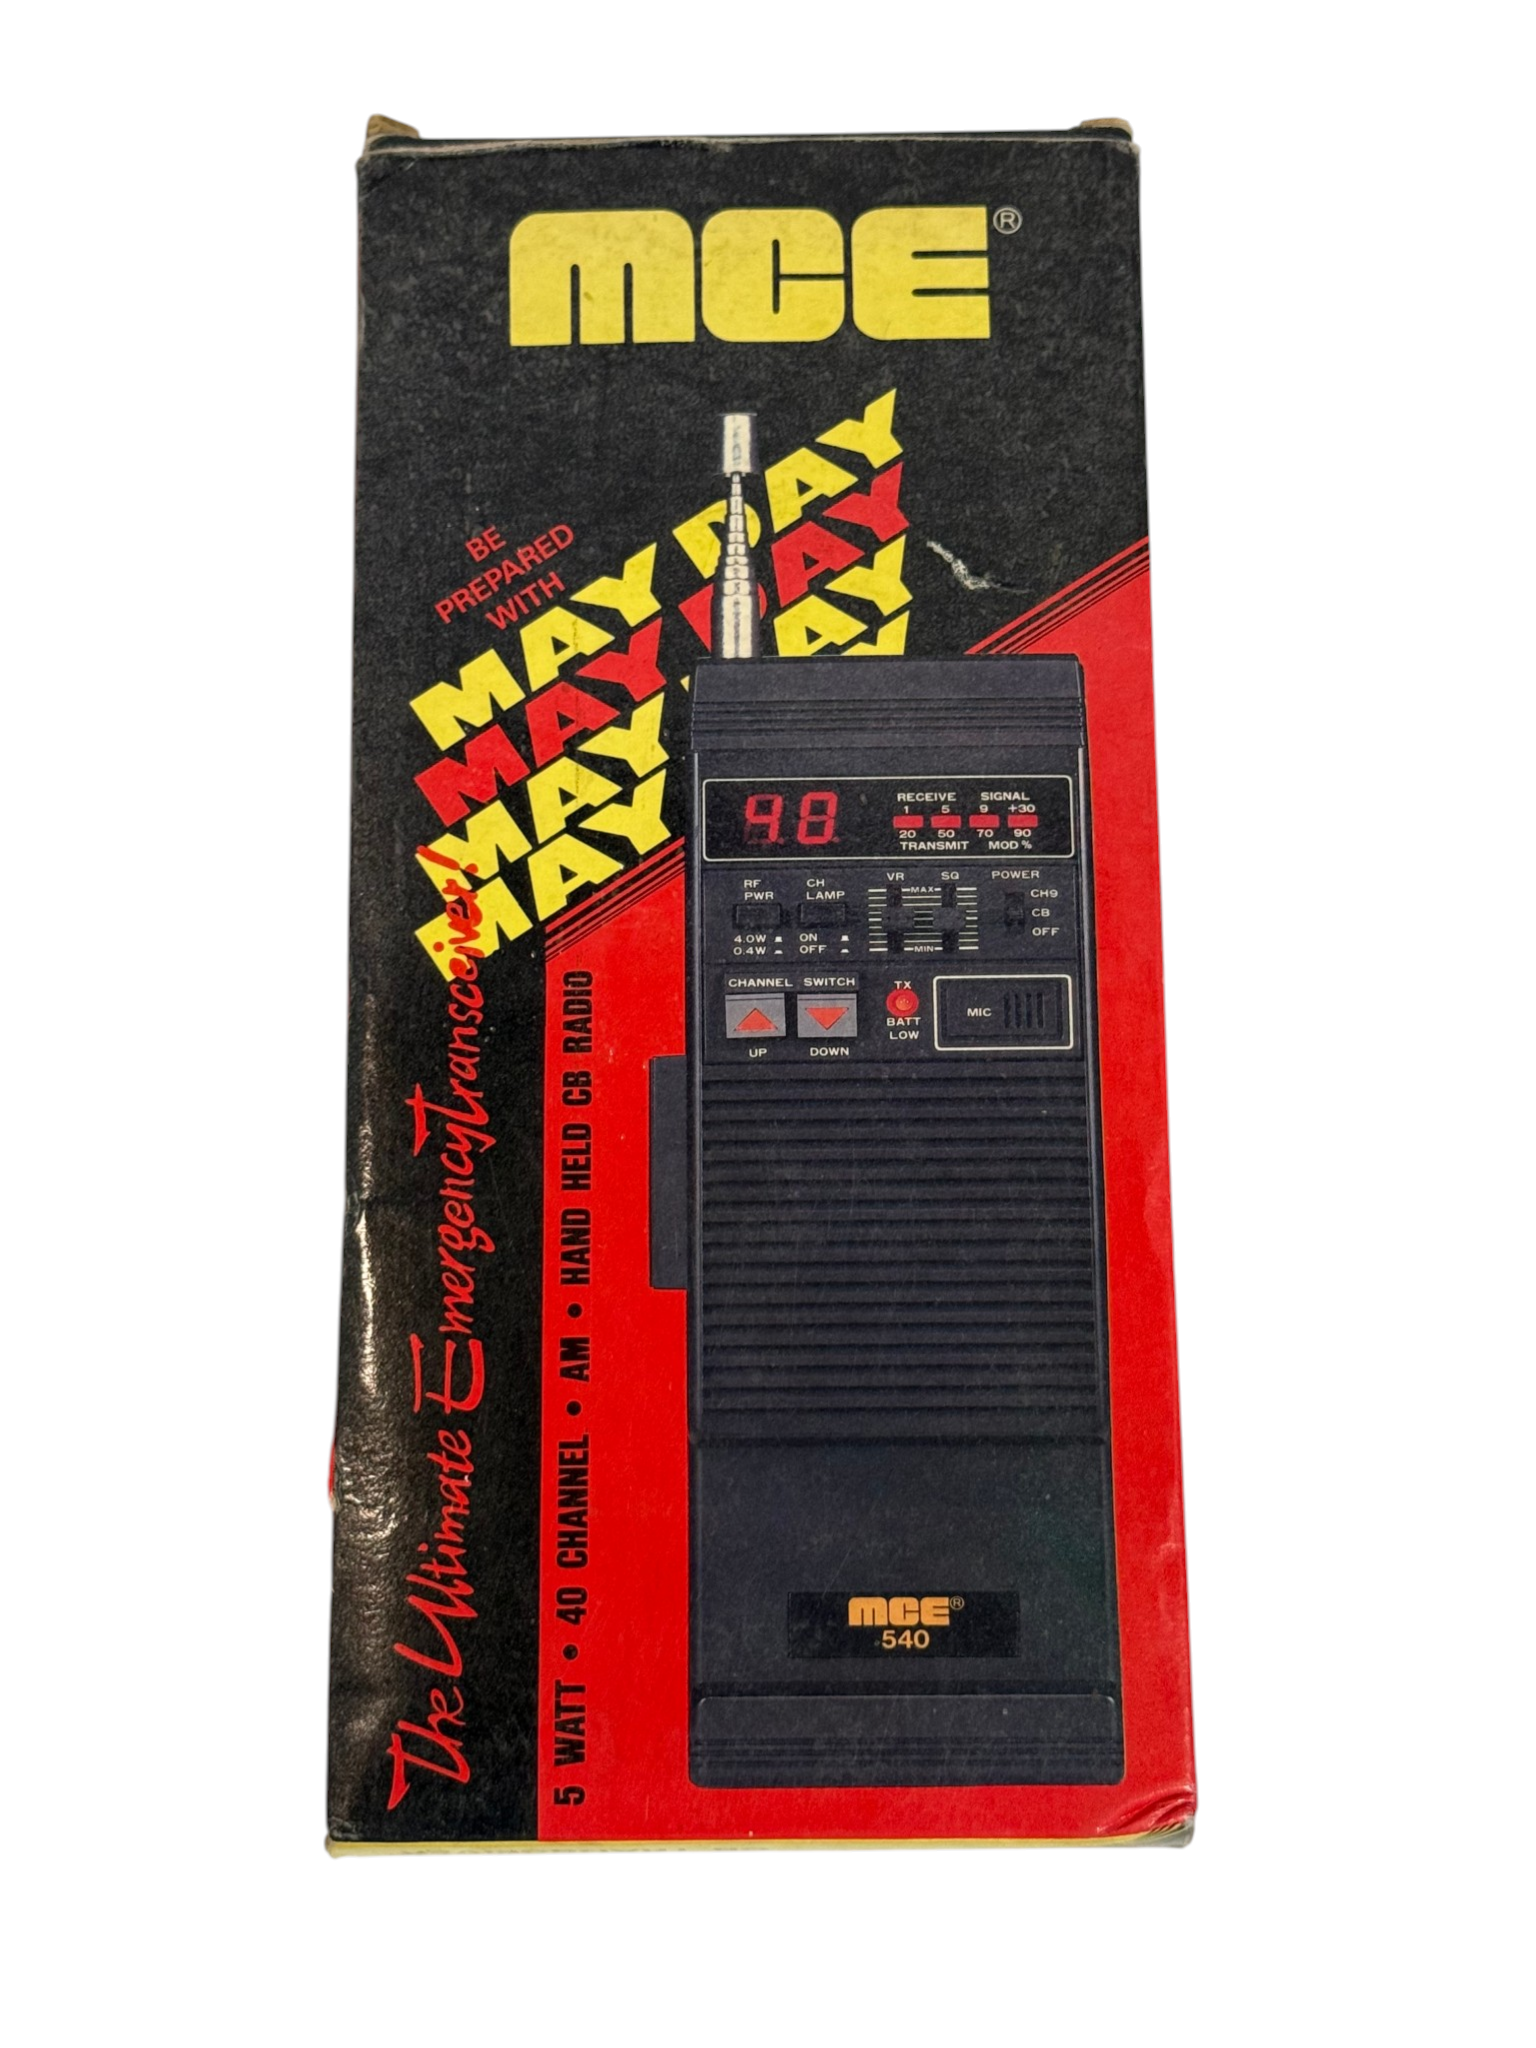 MCE®
BE
PREPARED
WITH
MAY DAY
MAY DAY
MAY DAY
MAY
The Ultimate Emergency Transceiver!
5 WATT • 40 CHANNEL • AM • HAND HELD CB RADIO
98
RECEIVE SIGNAL
1 5 9 +30
20 50 70 90
TRANSMIT MOD %
RF
PWR
4.0W
0.4W
CH
LAMP
ON
OFF
VR SQ
MAX
MIN
POWER
CH9
CB
OFF
CHANNEL SWITCH
UP DOWN
TX
BATT
LOW
MIC
MCE®
540